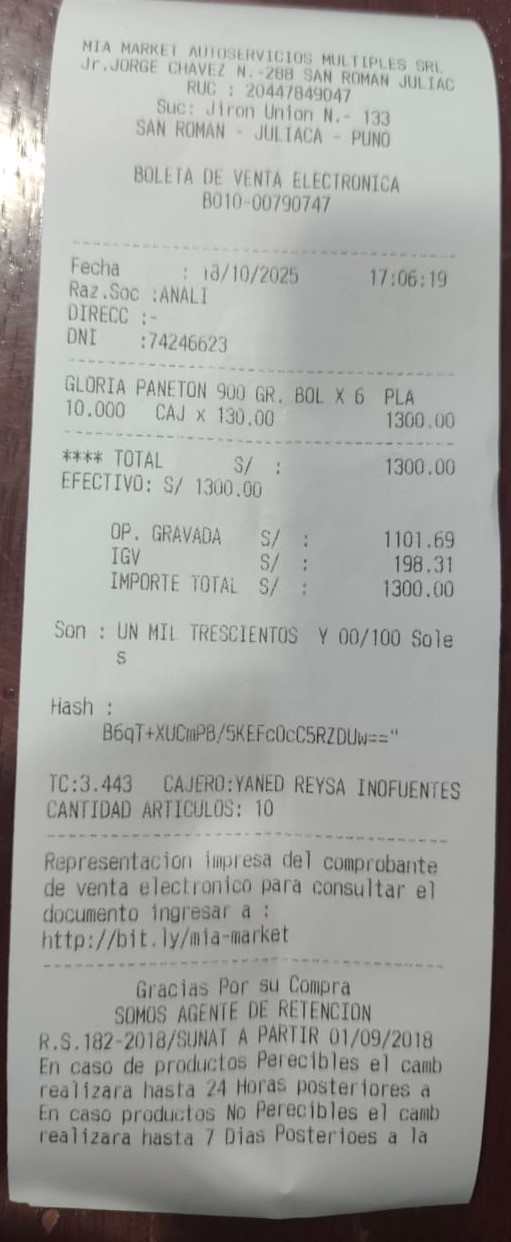 MIA MARKET AUTOSERVICIOS MULTIPLES SRL
Jr.JORGE CHAVEZ N.-288 SAN ROMAN JULIAC
RUC : 20447849047
Suc: Jiron Union N.- 133
SAN ROMAN - JULIACA - PUNO
BOLETA DE VENTA ELECTRONICA
B010-00790747
Fecha : 18/10/2025 17:06:19
Raz.Soc :ANALI
DIRECC :-
DNI :74246623
GLORIA PANETON 900 GR. BOL X 6 PLA
10.000 CAJ x 130.00 1300.00
**** TOTAL S/ : 1300.00
EFECTIVO: S/ 1300.00
OP. GRAVADA S/ : 1101.69
IGV S/ : 198.31
IMPORTE TOTAL S/ : 1300.00
Son : UN MIL TRESCIENTOS Y 00/100 Sole
s
Hash :
B6qT+XUCmPB/5KEFcOcC5RZDUw=="
TC:3.443 CAJERO:YANED REYSA INOFUENTES
CANTIDAD ARTICULOS: 10
Representacion impresa del comprobante
de venta electronico para consultar el
documento ingresar a :
http://bit.ly/mia-market
Gracias Por su Compra
SOMOS AGENTE DE RETENCION
R.S.182-2018/SUNAT A PARTIR 01/09/2018
En caso de productos Perecibles el camb
realizara hasta 24 Horas posteriores a
En caso productos No Perecibles el camb
realizara hasta 7 Dias Posterioes a la